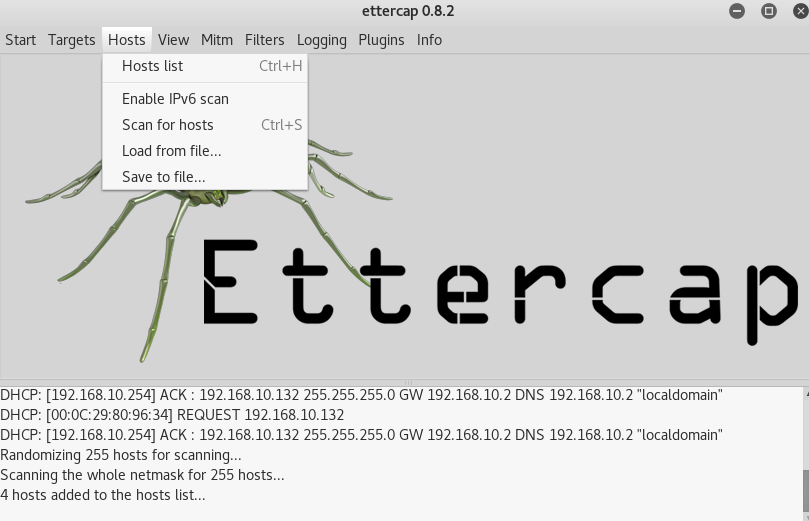 ettercap 0.8.2
Start Targets Hosts View Mitm Filters Logging Plugins Info
Hosts list Ctrl+H
Enable IPv6 scan
Scan for hosts Ctrl+S
Load from file...
Save to file...
Ettercap
DHCP: [192.168.10.254] ACK : 192.168.10.132 255.255.255.0 GW 192.168.10.2 DNS 192.168.10.2 "localdomain"
DHCP: [00:0C:29:80:96:34] REQUEST 192.168.10.132
DHCP: [192.168.10.254] ACK : 192.168.10.132 255.255.255.0 GW 192.168.10.2 DNS 192.168.10.2 "localdomain"
Randomizing 255 hosts for scanning...
Scanning the whole netmask for 255 hosts...
4 hosts added to the hosts list...